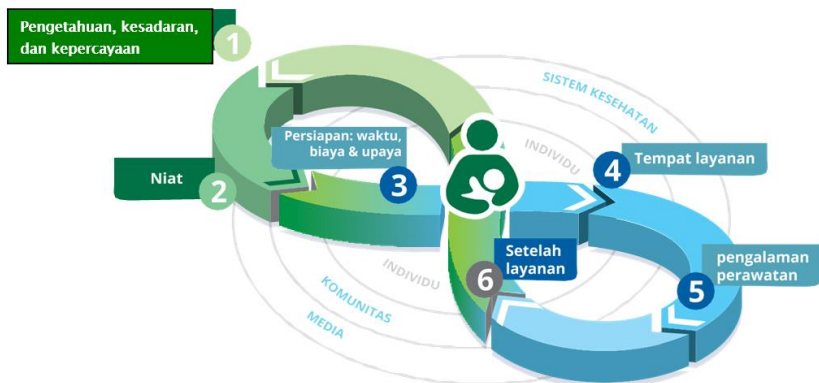 Pengetahuan, kesadaran,
dan kepercayaan
1
SISTEM KESEHATAN
Persiapan: waktu,
biaya & upaya
INDIVIDU
4
Tempat layanan
Niat
2
3
Setelah
layanan
6
INDIVIDU
pengalaman
perawatan
5
KOMUNITAS
MEDIA